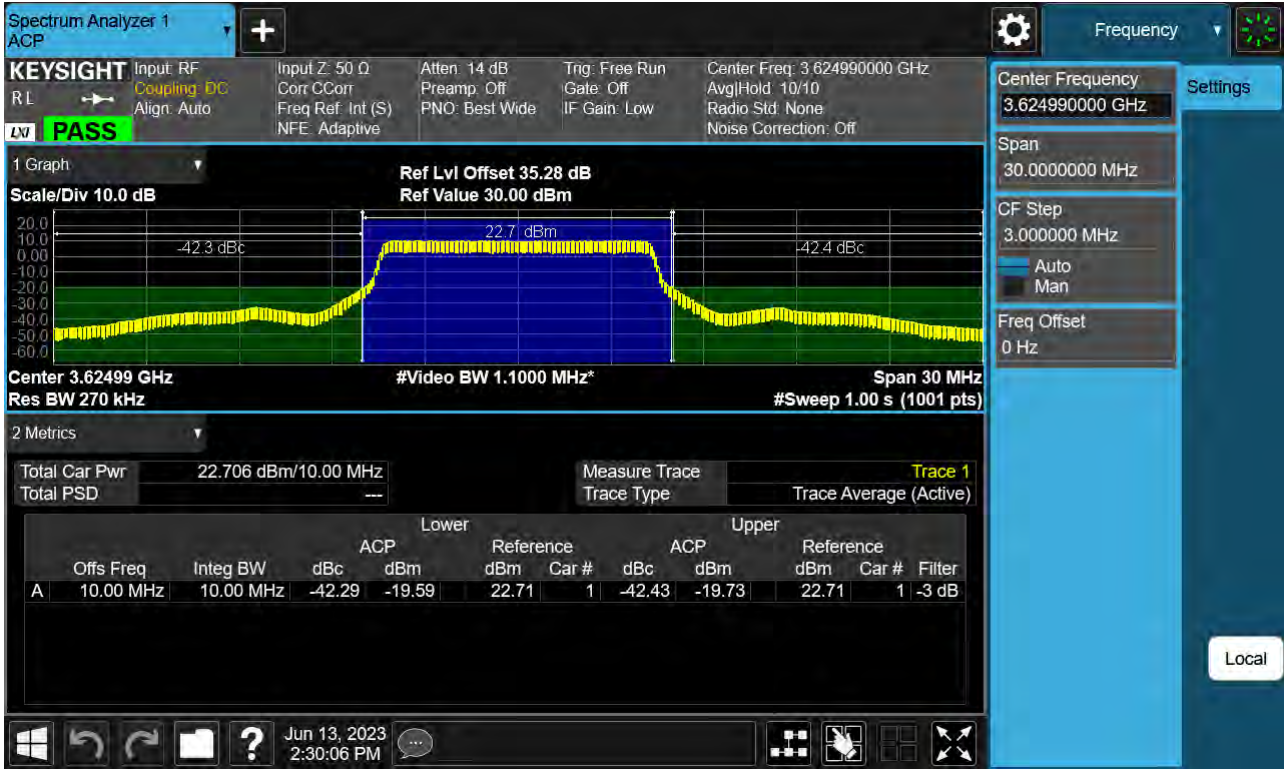 Spectrum Analyzer 1
ACP
Frequency
KEYSIGHT
R L
LXI PASS
Input: RF
Coupling: DC
Align: Auto
Input Z: 50 Ω
Corr CCorr
Freq Ref: Int (S)
NFE: Adaptive
Atten: 14 dB
Preamp: Off
PNO: Best Wide
Trig: Free Run
Gate: Off
IF Gain: Low
Center Freq: 3.624990000 GHz
Avg|Hold: 10/10
Radio Std: None
Noise Correction: Off
Center Frequency
3.624990000 GHz
Settings
Span
30.0000000 MHz
CF Step
3.000000 MHz
Auto
Man
Freq Offset
0 Hz
Local
1 Graph
Scale/Div 10.0 dB
Ref Lvl Offset 35.28 dB
Ref Value 30.00 dBm
20.0
10.0
0.00
-10.0
-20.0
-30.0
-40.0
-50.0
-60.0
-42.3 dBc
22.7 dBm
-42.4 dBc
Center 3.62499 GHz #Video BW 1.1000 MHz* Span 30 MHz
Res BW 270 kHz #Sweep 1.00 s (1001 pts)
2 Metrics
Total Car Pwr 22.706 dBm/10.00 MHz Measure Trace Trace 1
Total PSD --- Trace Type Trace Average (Active)
Lower Upper
ACP Reference ACP Reference
Offs Freq Integ BW dBc dBm dBm Car # dBc dBm dBm Car # Filter
A 10.00 MHz 10.00 MHz -42.29 -19.59 22.71 1 -42.43 -19.73 22.71 1 -3 dB
Jun 13, 2023
2:30:06 PM